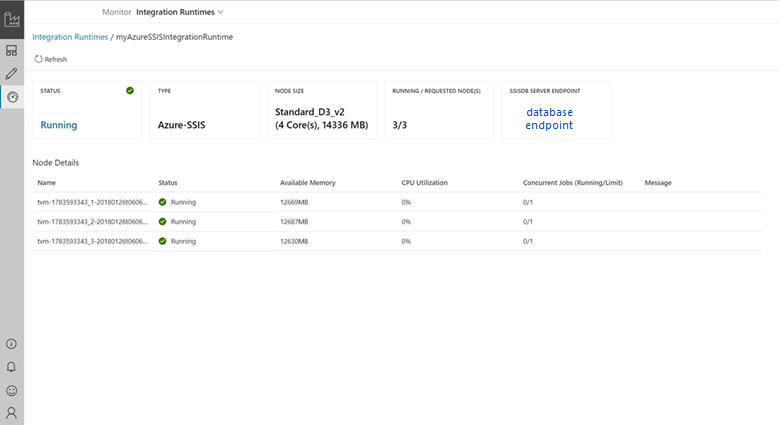 Monitor Integration Runtimes
Integration Runtimes / myAzureSSISIntegrationRuntime
Refresh
STATUS
Running
TYPE
Azure-SSIS
NODE SIZE
Standard_D3_v2
(4 Core(s), 14336 MB)
RUNNING / REQUESTED NODE(S)
3/3
SSISDB SERVER ENDPOINT
database
endpoint
Node Details
Name Status Available Memory CPU Utilization Concurrent Jobs (Running/Limit) Message
tvm-1783593343_1-20180126t0606... Running 12669MB 0% 0/1
tvm-1783593343_2-20180126t0606... Running 12687MB 0% 0/1
tvm-1783593343_3-20180126t0606... Running 12630MB 0% 0/1